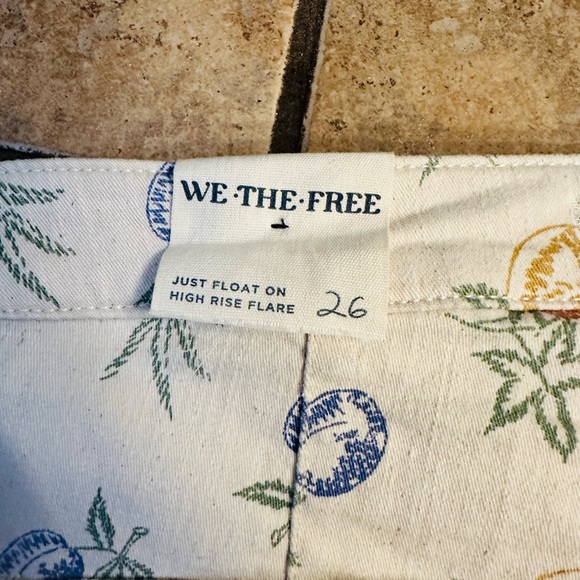 WE·THE·FREE
JUST FLOAT ON
HIGH RISE FLARE 26